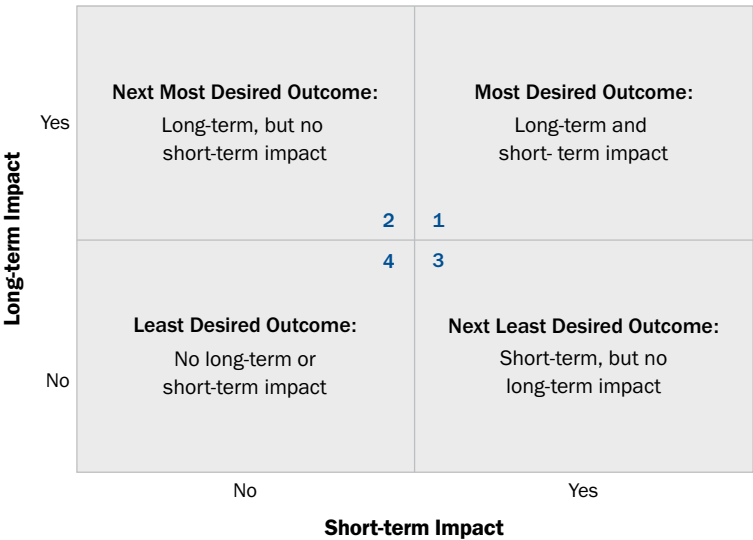 Long-term Impact
Yes
No
Next Most Desired Outcome:
Long-term, but no
short-term impact
2
Most Desired Outcome:
Long-term and
short- term impact
1
4
Least Desired Outcome:
No long-term or
short-term impact
3
Next Least Desired Outcome:
Short-term, but no
long-term impact
No
Yes
Short-term Impact